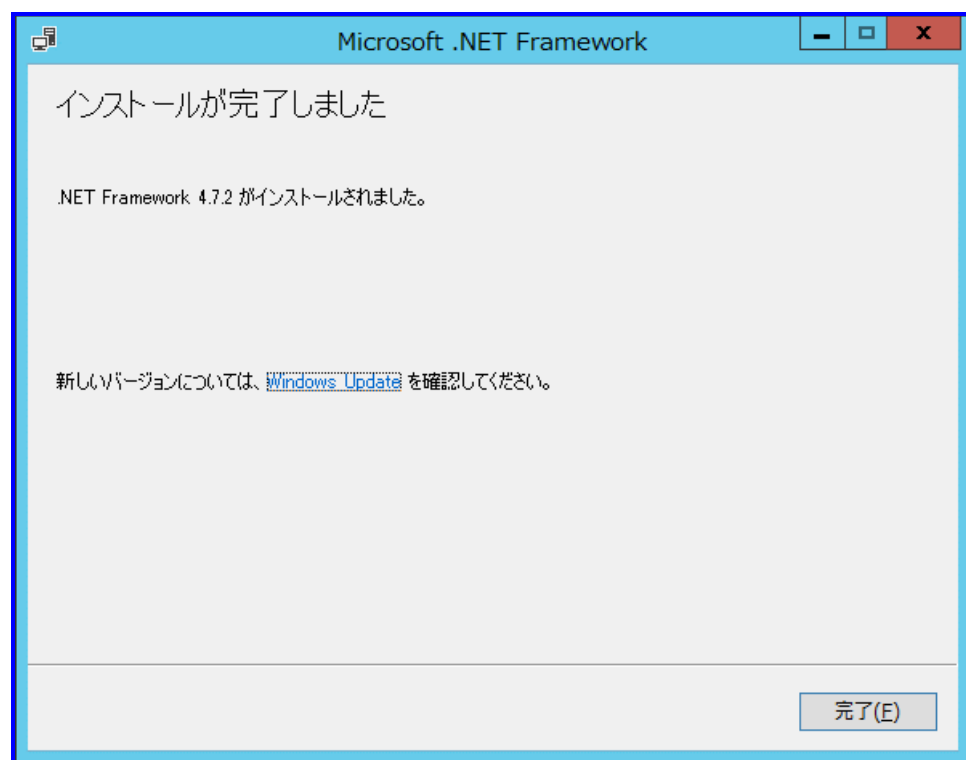 Microsoft .NET Framework
インストールが完了しました
.NET Framework 4.7.2 がインストールされました。
新しいバージョンについては、Windows Update を確認してください。
完了(F)